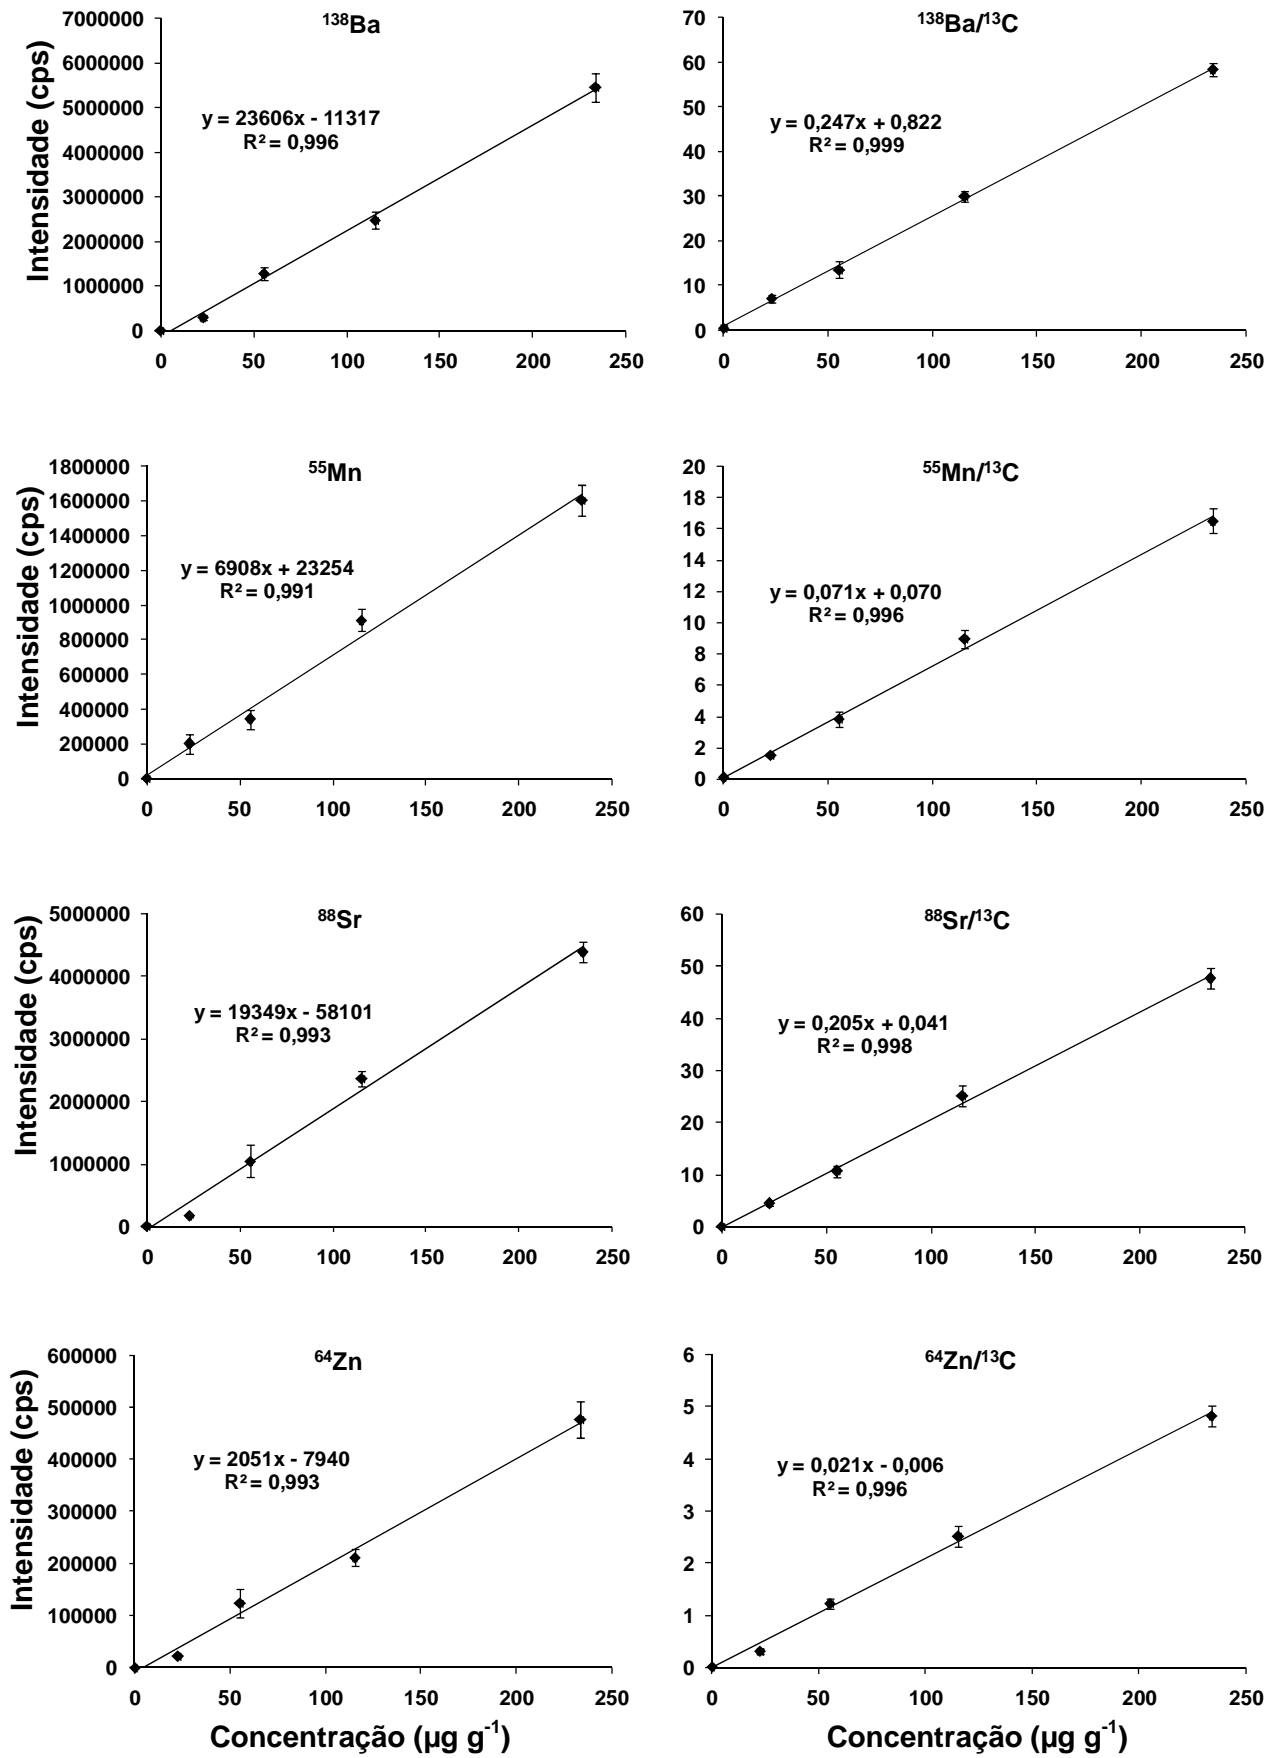 ¹³⁸Ba
Intensidade (cps)
7000000
6000000
5000000
4000000
3000000
2000000
1000000
0
y = 23606x - 11317
R² = 0,996
0 50 100 150 200 250
¹³⁸Ba/¹³C
70
60
50
40
30
20
10
0
y = 0,247x + 0,822
R² = 0,999
0 50 100 150 200 250
⁵⁵Mn
Intensidade (cps)
1800000
1600000
1400000
1200000
1000000
800000
600000
400000
200000
0
y = 6908x + 23254
R² = 0,991
0 50 100 150 200 250
⁵⁵Mn/¹³C
20
18
16
14
12
10
8
6
4
2
0
y = 0,071x + 0,070
R² = 0,996
0 50 100 150 200 250
⁸⁸Sr
Intensidade (cps)
5000000
4000000
3000000
2000000
1000000
0
y = 19349x - 58101
R² = 0,993
0 50 100 150 200 250
⁸⁸Sr/¹³C
60
50
40
30
20
10
0
y = 0,205x + 0,041
R² = 0,998
0 50 100 150 200 250
⁶⁴Zn
Intensidade (cps)
600000
500000
400000
300000
200000
100000
0
y = 2051x - 7940
R² = 0,993
0 50 100 150 200 250
Concentração (µg g⁻¹)
⁶⁴Zn/¹³C
6
5
4
3
2
1
0
y = 0,021x - 0,006
R² = 0,996
0 50 100 150 200 250
Concentração (µg g⁻¹)